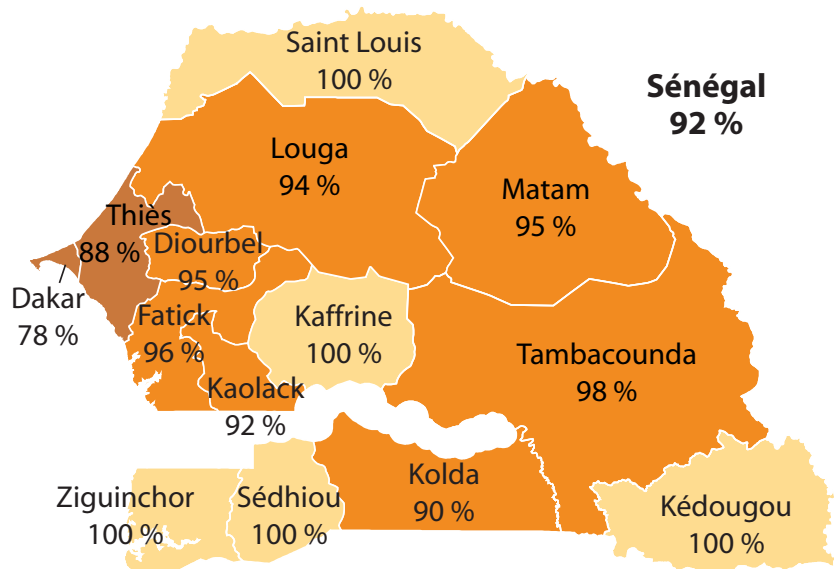 Saint Louis
100 %
Sénégal
92 %
Louga
94 %
Matam
95 %
Thiès
88 %
Diourbel
95 %
Dakar
78 %
Fatick
96 %
Kaffrine
100 %
Tambacounda
98 %
Kaolack
92 %
Kolda
90 %
Ziguinchor
100 %
Sédhiou
100 %
Kédougou
100 %